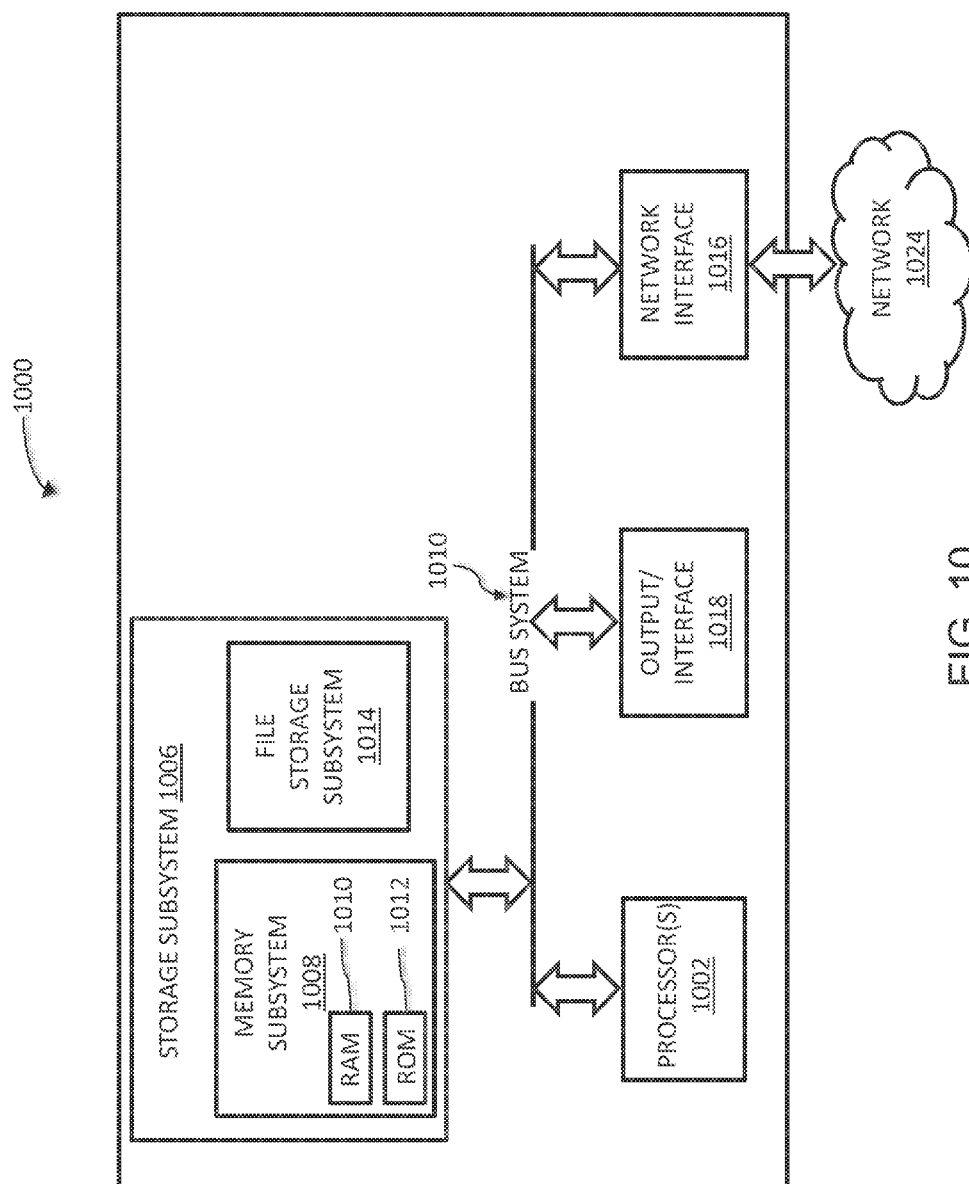 1000
STORAGE SUBSYSTEM 1006
MEMORY
SUBSYSTEM
1008
RAM
1010
ROM
1012
FILE
STORAGE
SUBSYSTEM
1014
BUS SYSTEM
1010
PROCESSOR(S)
1002
OUTPUT/
INTERFACE
1018
NETWORK
INTERFACE
1016
NETWORK
1024
FIG. 10